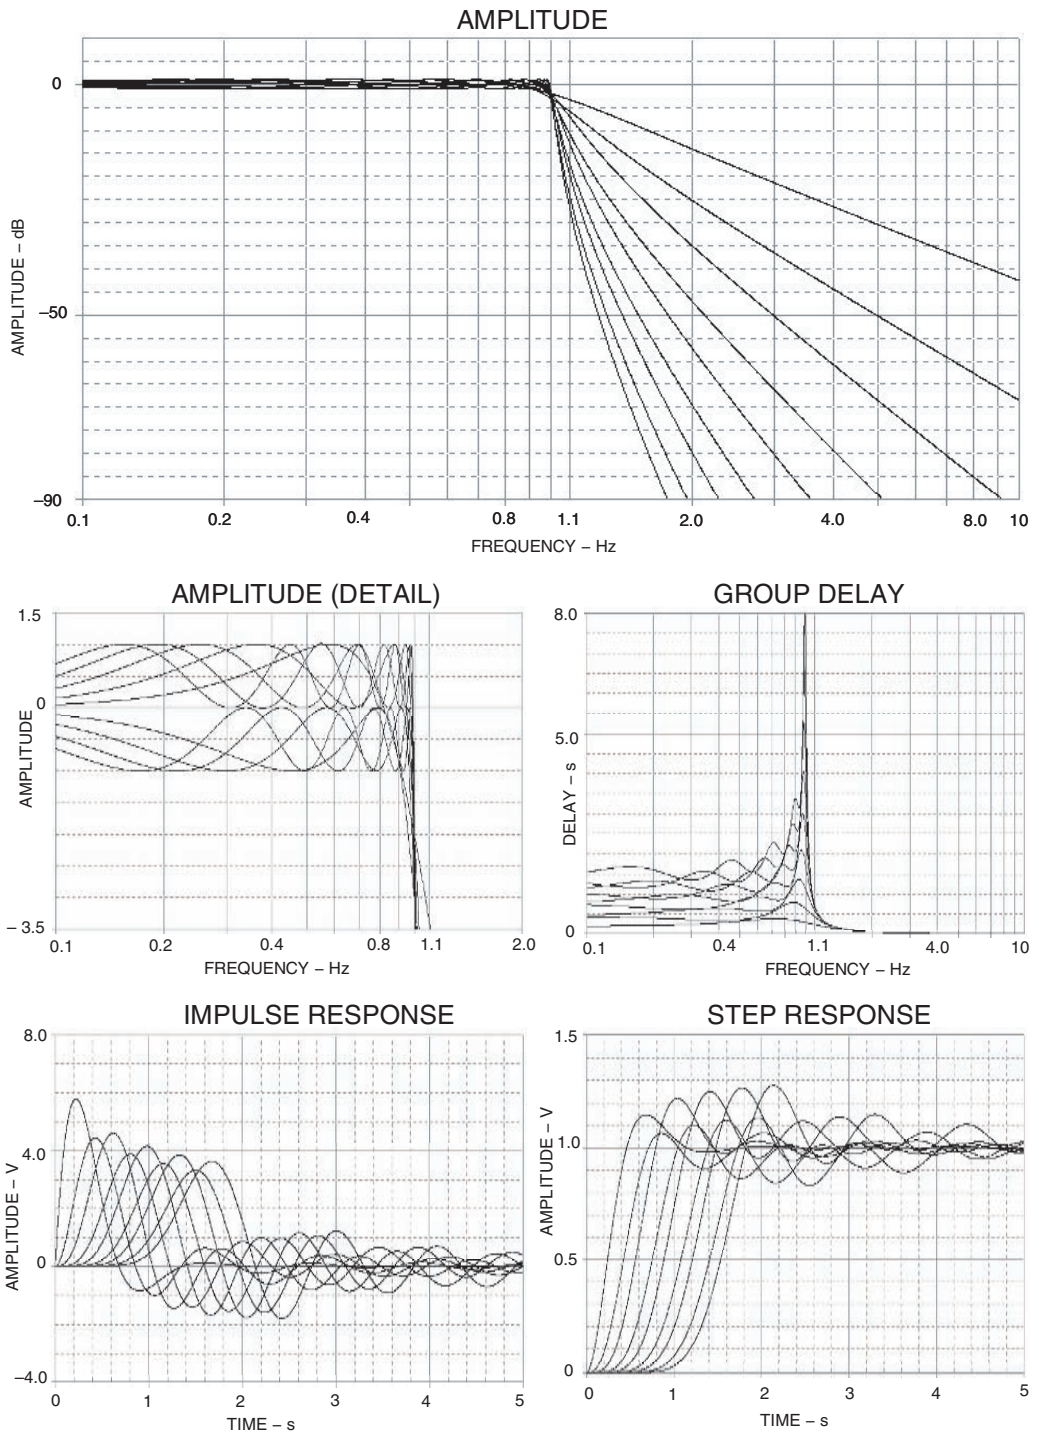 AMPLITUDE
0
–50
–90
AMPLITUDE – dB
0.1 0.2 0.4 0.8 1.1 2.0 4.0 8.0 10
FREQUENCY – Hz
AMPLITUDE (DETAIL)
1.5
0
– 3.5
AMPLITUDE
0.1 0.2 0.4 0.8 1.1 2.0
FREQUENCY – Hz
GROUP DELAY
8.0
5.0
0
DELAY – s
0.1 0.4 1.1 4.0 10
FREQUENCY – Hz
IMPULSE RESPONSE
8.0
4.0
0
–4.0
AMPLITUDE – V
0 1 2 3 4 5
TIME – s
STEP RESPONSE
1.5
1.0
0.5
0
AMPLITUDE – V
0 1 2 3 4 5
TIME – s